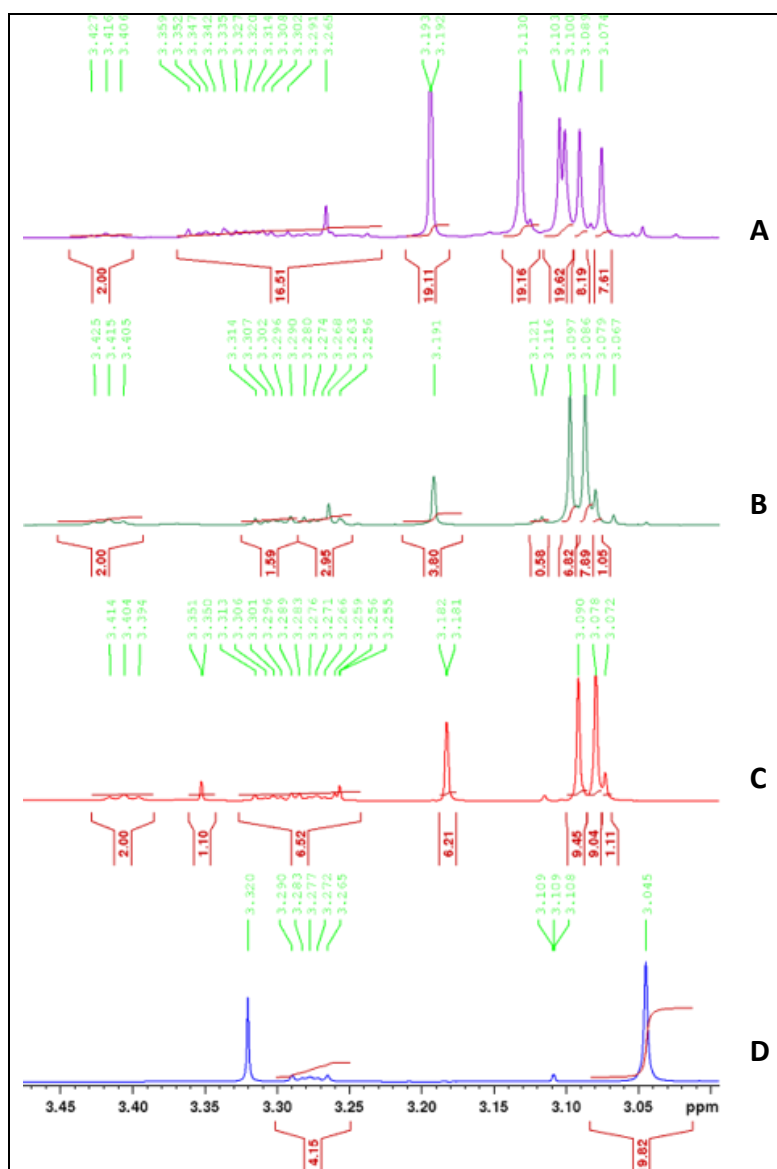 3.427 3.416 3.406 3.359 3.352 3.347 3.342 3.335 3.327 3.320 3.314 3.308 3.302 3.291 3.265 3.193 3.192 3.130 3.103 3.100 3.089 3.074
A
2.00 16.51 19.11 19.16 19.62 8.19 7.61
3.425 3.415 3.405 3.314 3.307 3.302 3.296 3.290 3.280 3.274 3.268 3.263 3.256 3.191 3.121 3.116 3.097 3.086 3.079 3.067
B
2.00 1.59 2.95 3.80 0.58 6.82 7.89 1.05
3.414 3.404 3.394 3.351 3.350 3.313 3.306 3.301 3.296 3.289 3.283 3.276 3.271 3.266 3.259 3.256 3.255 3.182 3.181 3.090 3.078 3.072
C
2.00 1.10 6.52 6.21 9.45 9.04 1.11
3.320 3.290 3.283 3.277 3.272 3.265 3.109 3.109 3.108 3.045
D
3.45 3.40 3.35 3.30 3.25 3.20 3.15 3.10 3.05 ppm
4.15 9.82